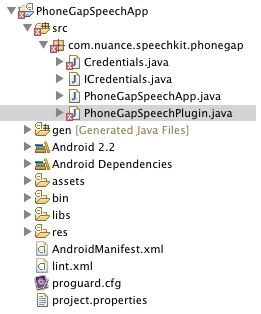 PhoneGapSpeechApp
src
com.nuance.speechkit.phonegap
Credentials.java
ICredentials.java
PhoneGapSpeechApp.java
PhoneGapSpeechPlugin.java
gen [Generated Java Files]
Android 2.2
Android Dependencies
assets
bin
libs
res
AndroidManifest.xml
lint.xml
proguard.cfg
project.properties